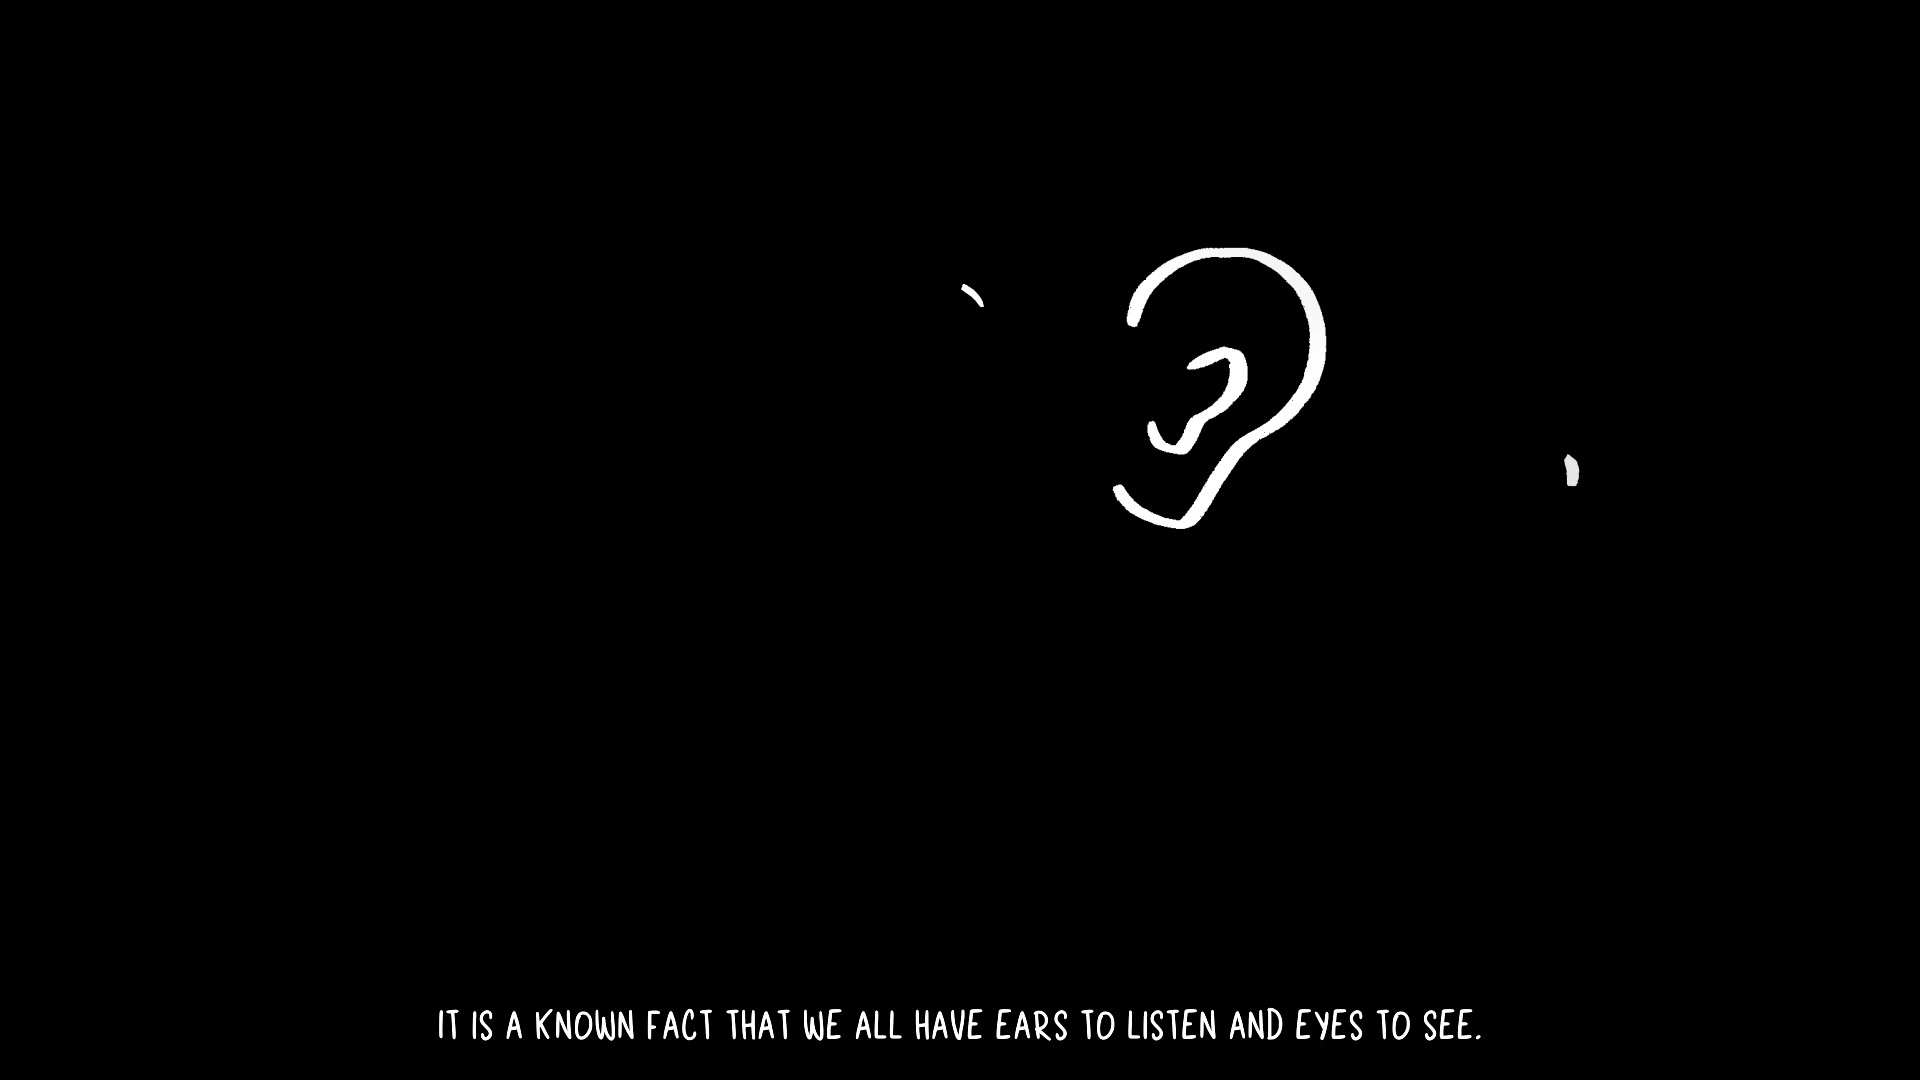 IT IS A KNOWN FACT THAT WE ALL HAVE EARS TO LISTEN AND EYES TO SEE.